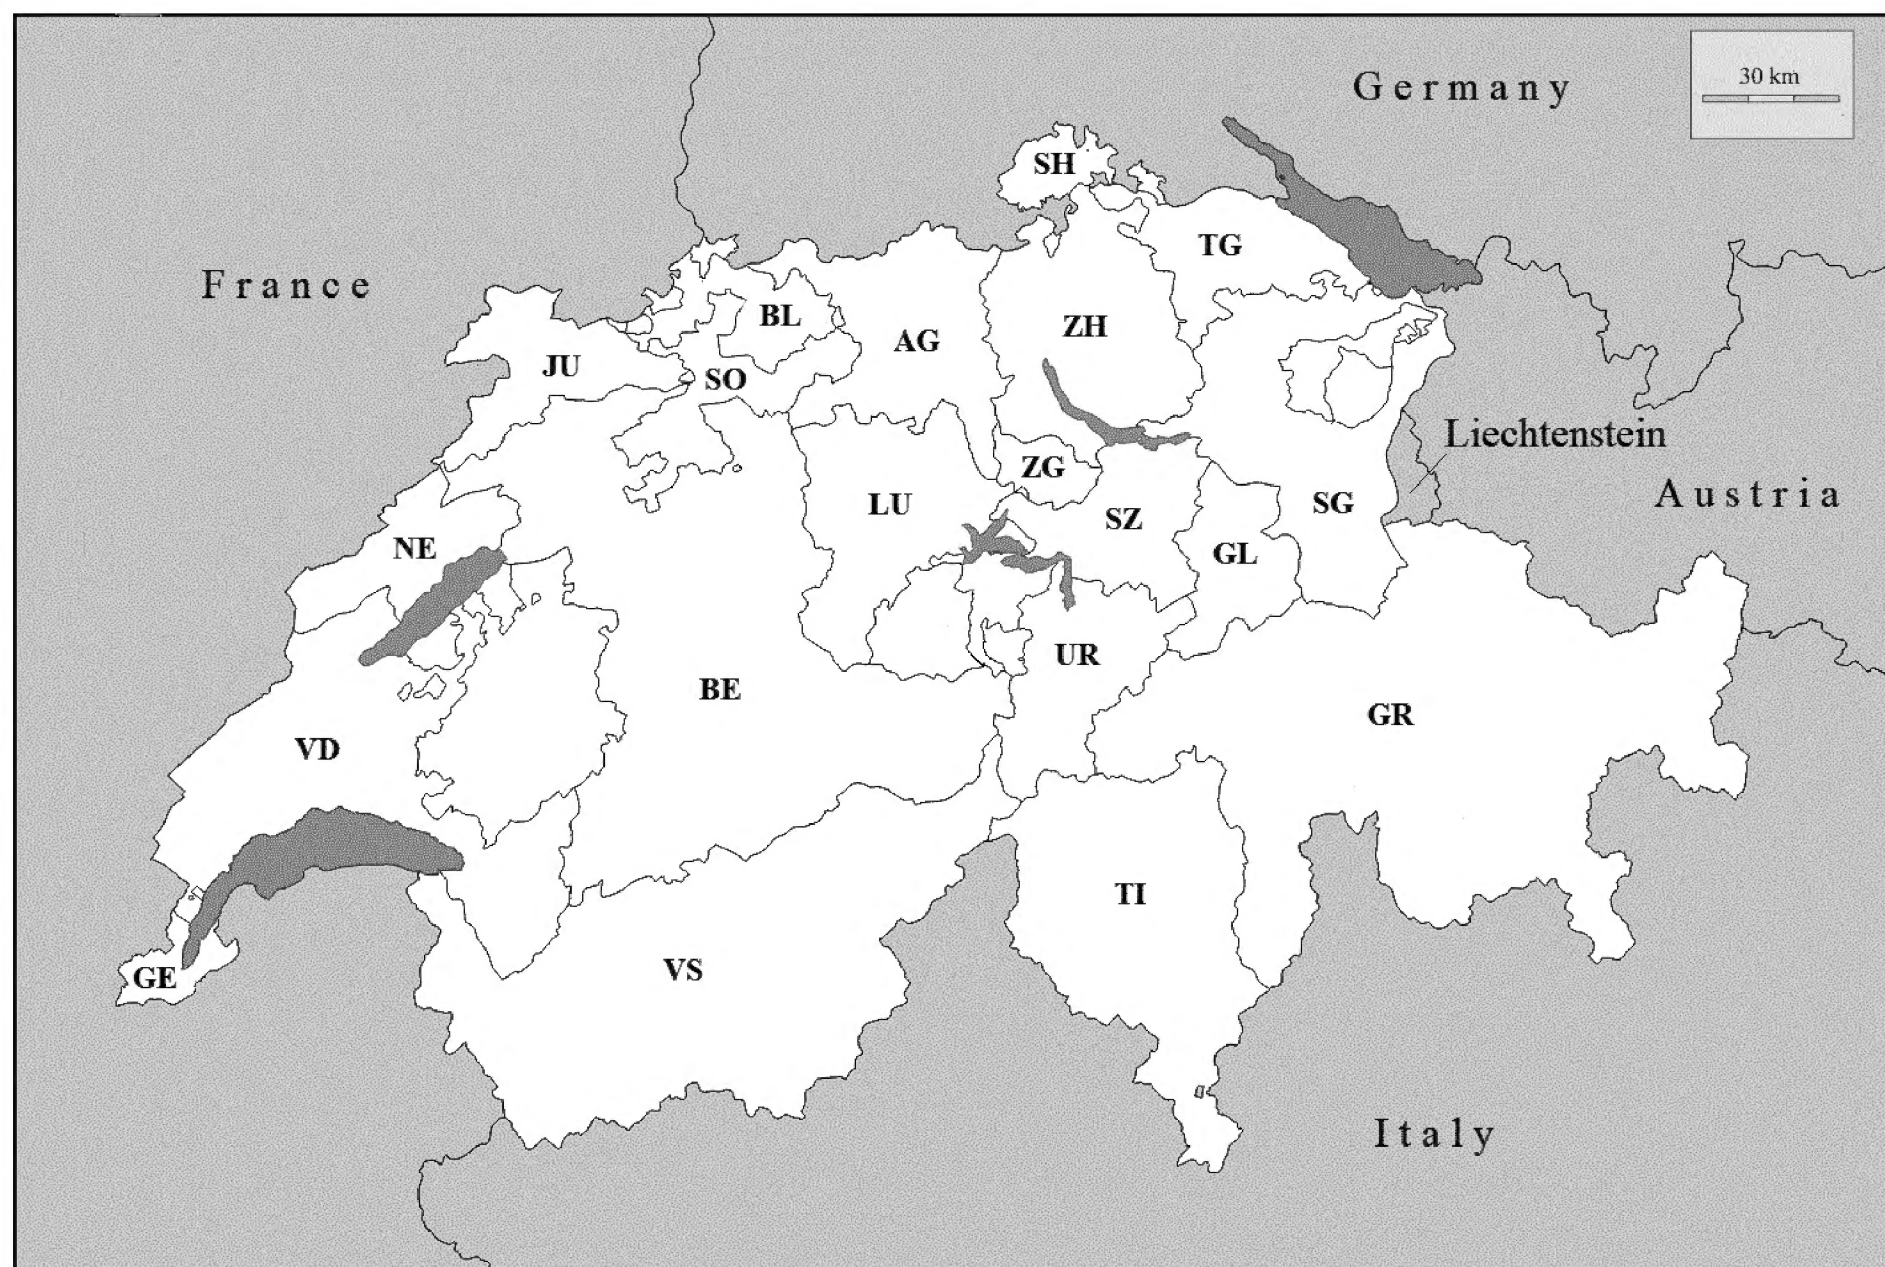 30 km
Germany
SH
TG
France
BL
ZH
AG
JU
SO
Liechtenstein
ZG
Austria
LU
SG
SZ
NE
GL
UR
BE
GR
VD
TI
VS
GE
Italy